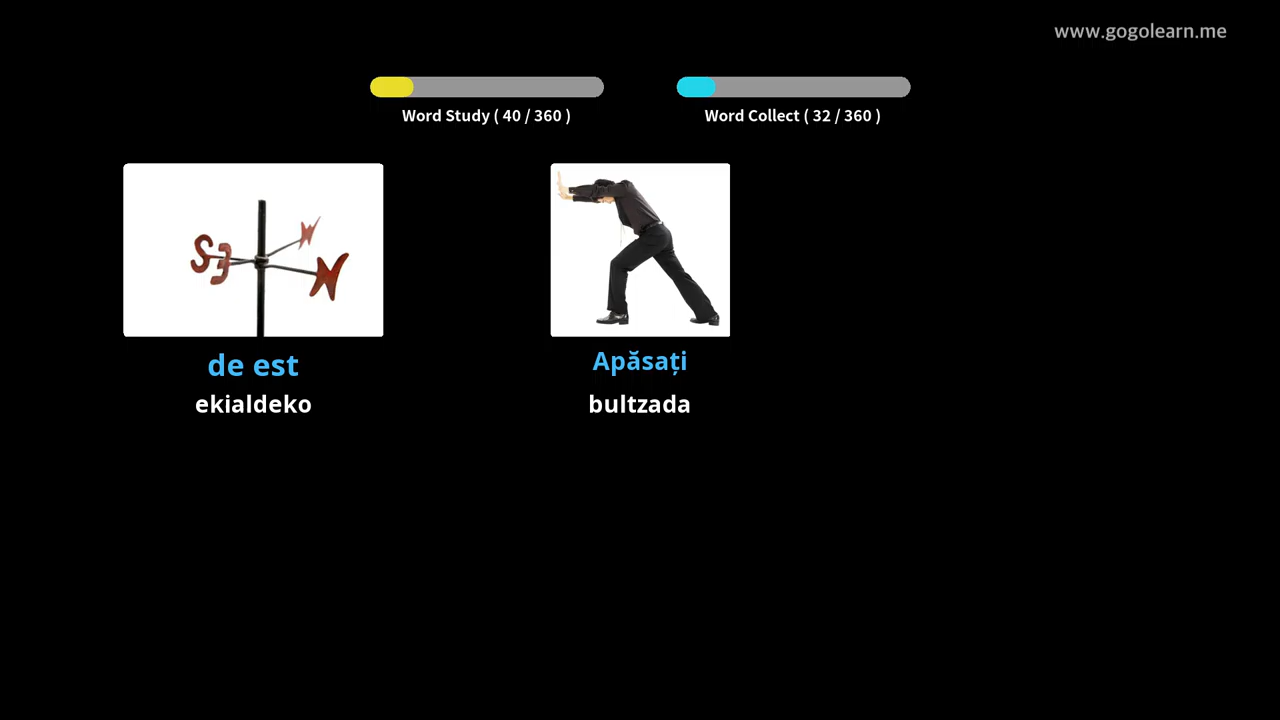 www.gogolearn.me
Word Study ( 40 / 360 )
Word Collect ( 32 / 360 )
S
E
W
N
de est
ekialdeko
Apăsați
bultzada